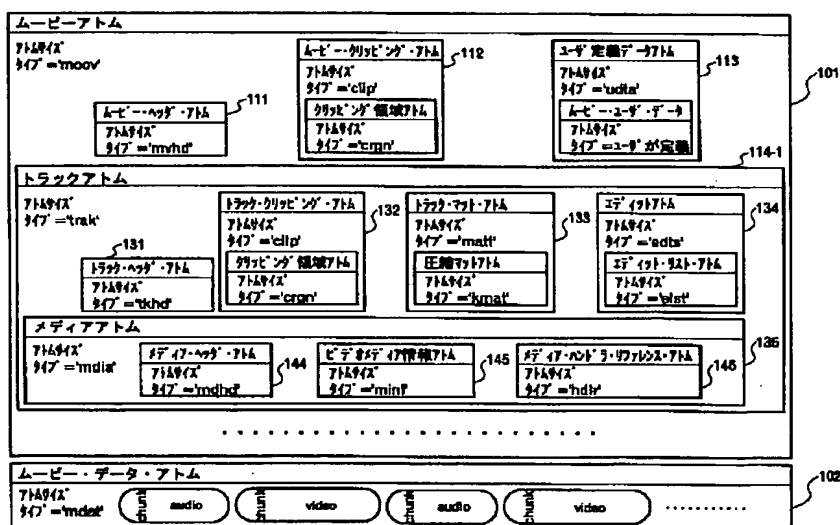 ムービーアトム
アトムサイズ
タイプ='moov'
ムービー・クリッピング・アトム
アトムサイズ
タイプ='clip'
クリッピング領域アトム
アトムサイズ
タイプ='crgn'
112
ユーザ定義データアトム
アトムサイズ
タイプ='udta'
ムービー・ユーザ・データ
アトムサイズ
タイプ=ユーザが定義
113
101
ムービー・ヘッダ・アトム
アトムサイズ
タイプ='mvhd'
111
114-1
トラックアトム
アトムサイズ
タイプ='trak'
131
トラック・ヘッダ・アトム
アトムサイズ
タイプ='tkhd'
トラック・クリッピング・アトム
アトムサイズ
タイプ='clip'
クリッピング領域アトム
アトムサイズ
タイプ='crgn'
132
トラック・マット・アトム
アトムサイズ
タイプ='matt'
圧縮マットアトム
アトムサイズ
タイプ='kmat'
133
エディットアトム
アトムサイズ
タイプ='edts'
エディット・リスト・アトム
アトムサイズ
タイプ='elst'
134
メディアアトム
アトムサイズ
タイプ='mdia'
メディア・ヘッダ・アトム
アトムサイズ
タイプ='mdhd'
144
ビデオメディア情報アトム
アトムサイズ
タイプ='minf'
145
メディア・ハンドラ・リファレンス・アトム
アトムサイズ
タイプ='hdlr'
146
135
ムービー・データ・アトム
アトムサイズ
タイプ='mdat'
chunk audio
chunk video
chunk audio
chunk video
102